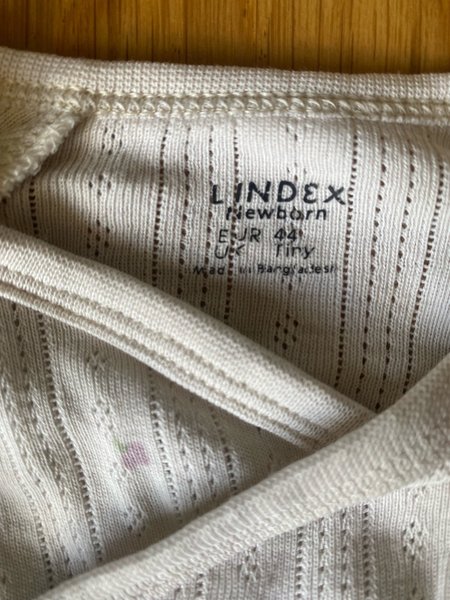 LINDEX
Newborn
EUR 44
UK Tiny
Made in Bangladesh